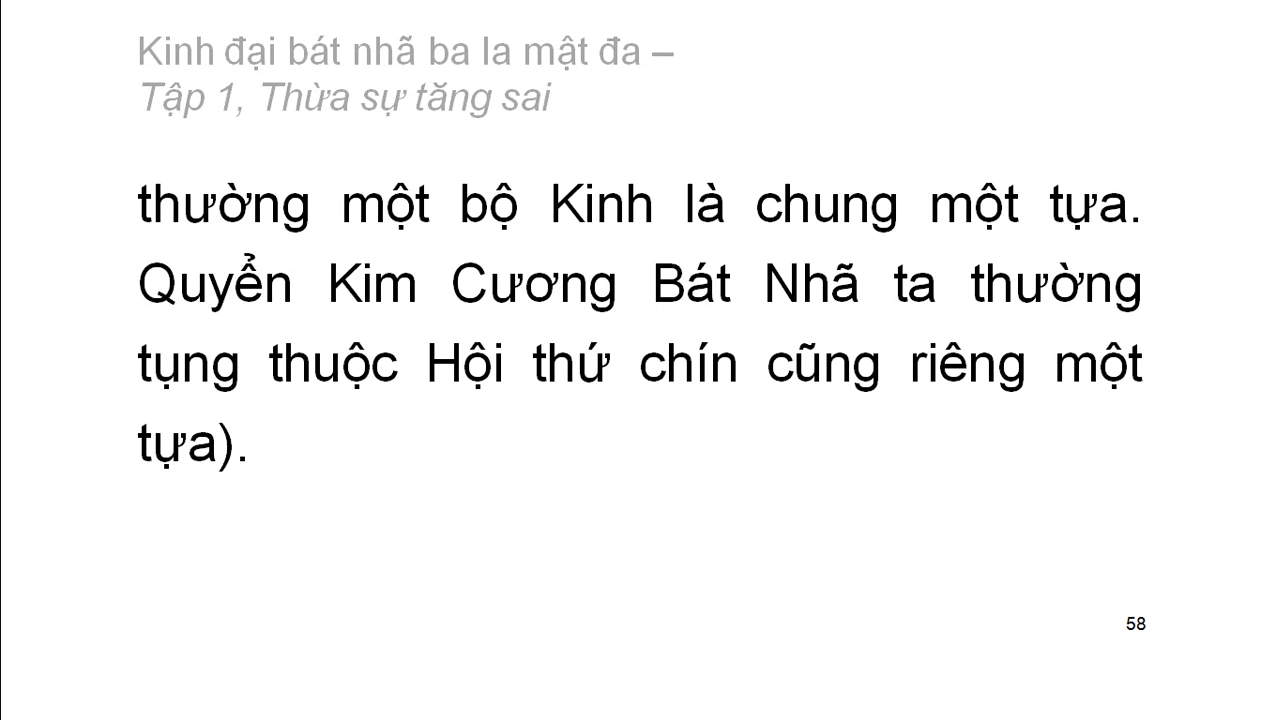 Kinh đại bát nhã ba la mật đa –
Tập 1, Thừa sự tăng sai
thường một bộ Kinh là chung một tựa.
Quyển Kim Cương Bát Nhã ta thường
tụng thuộc Hội thứ chín cũng riêng một
tựa).
58